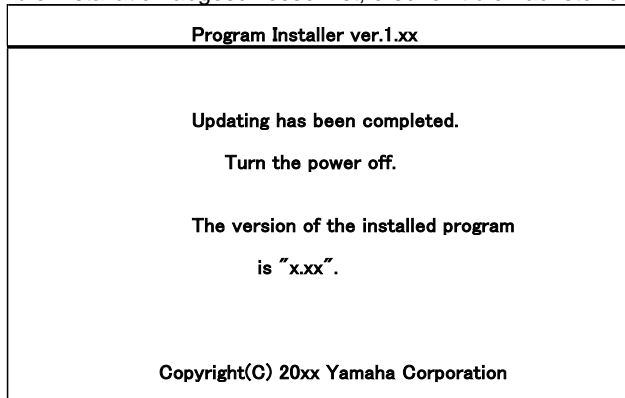 Program Installer ver.1.xx
Updating has been completed.
Turn the power off.
The version of the installed program
is "x.xx".
Copyright(C) 20xx Yamaha Corporation